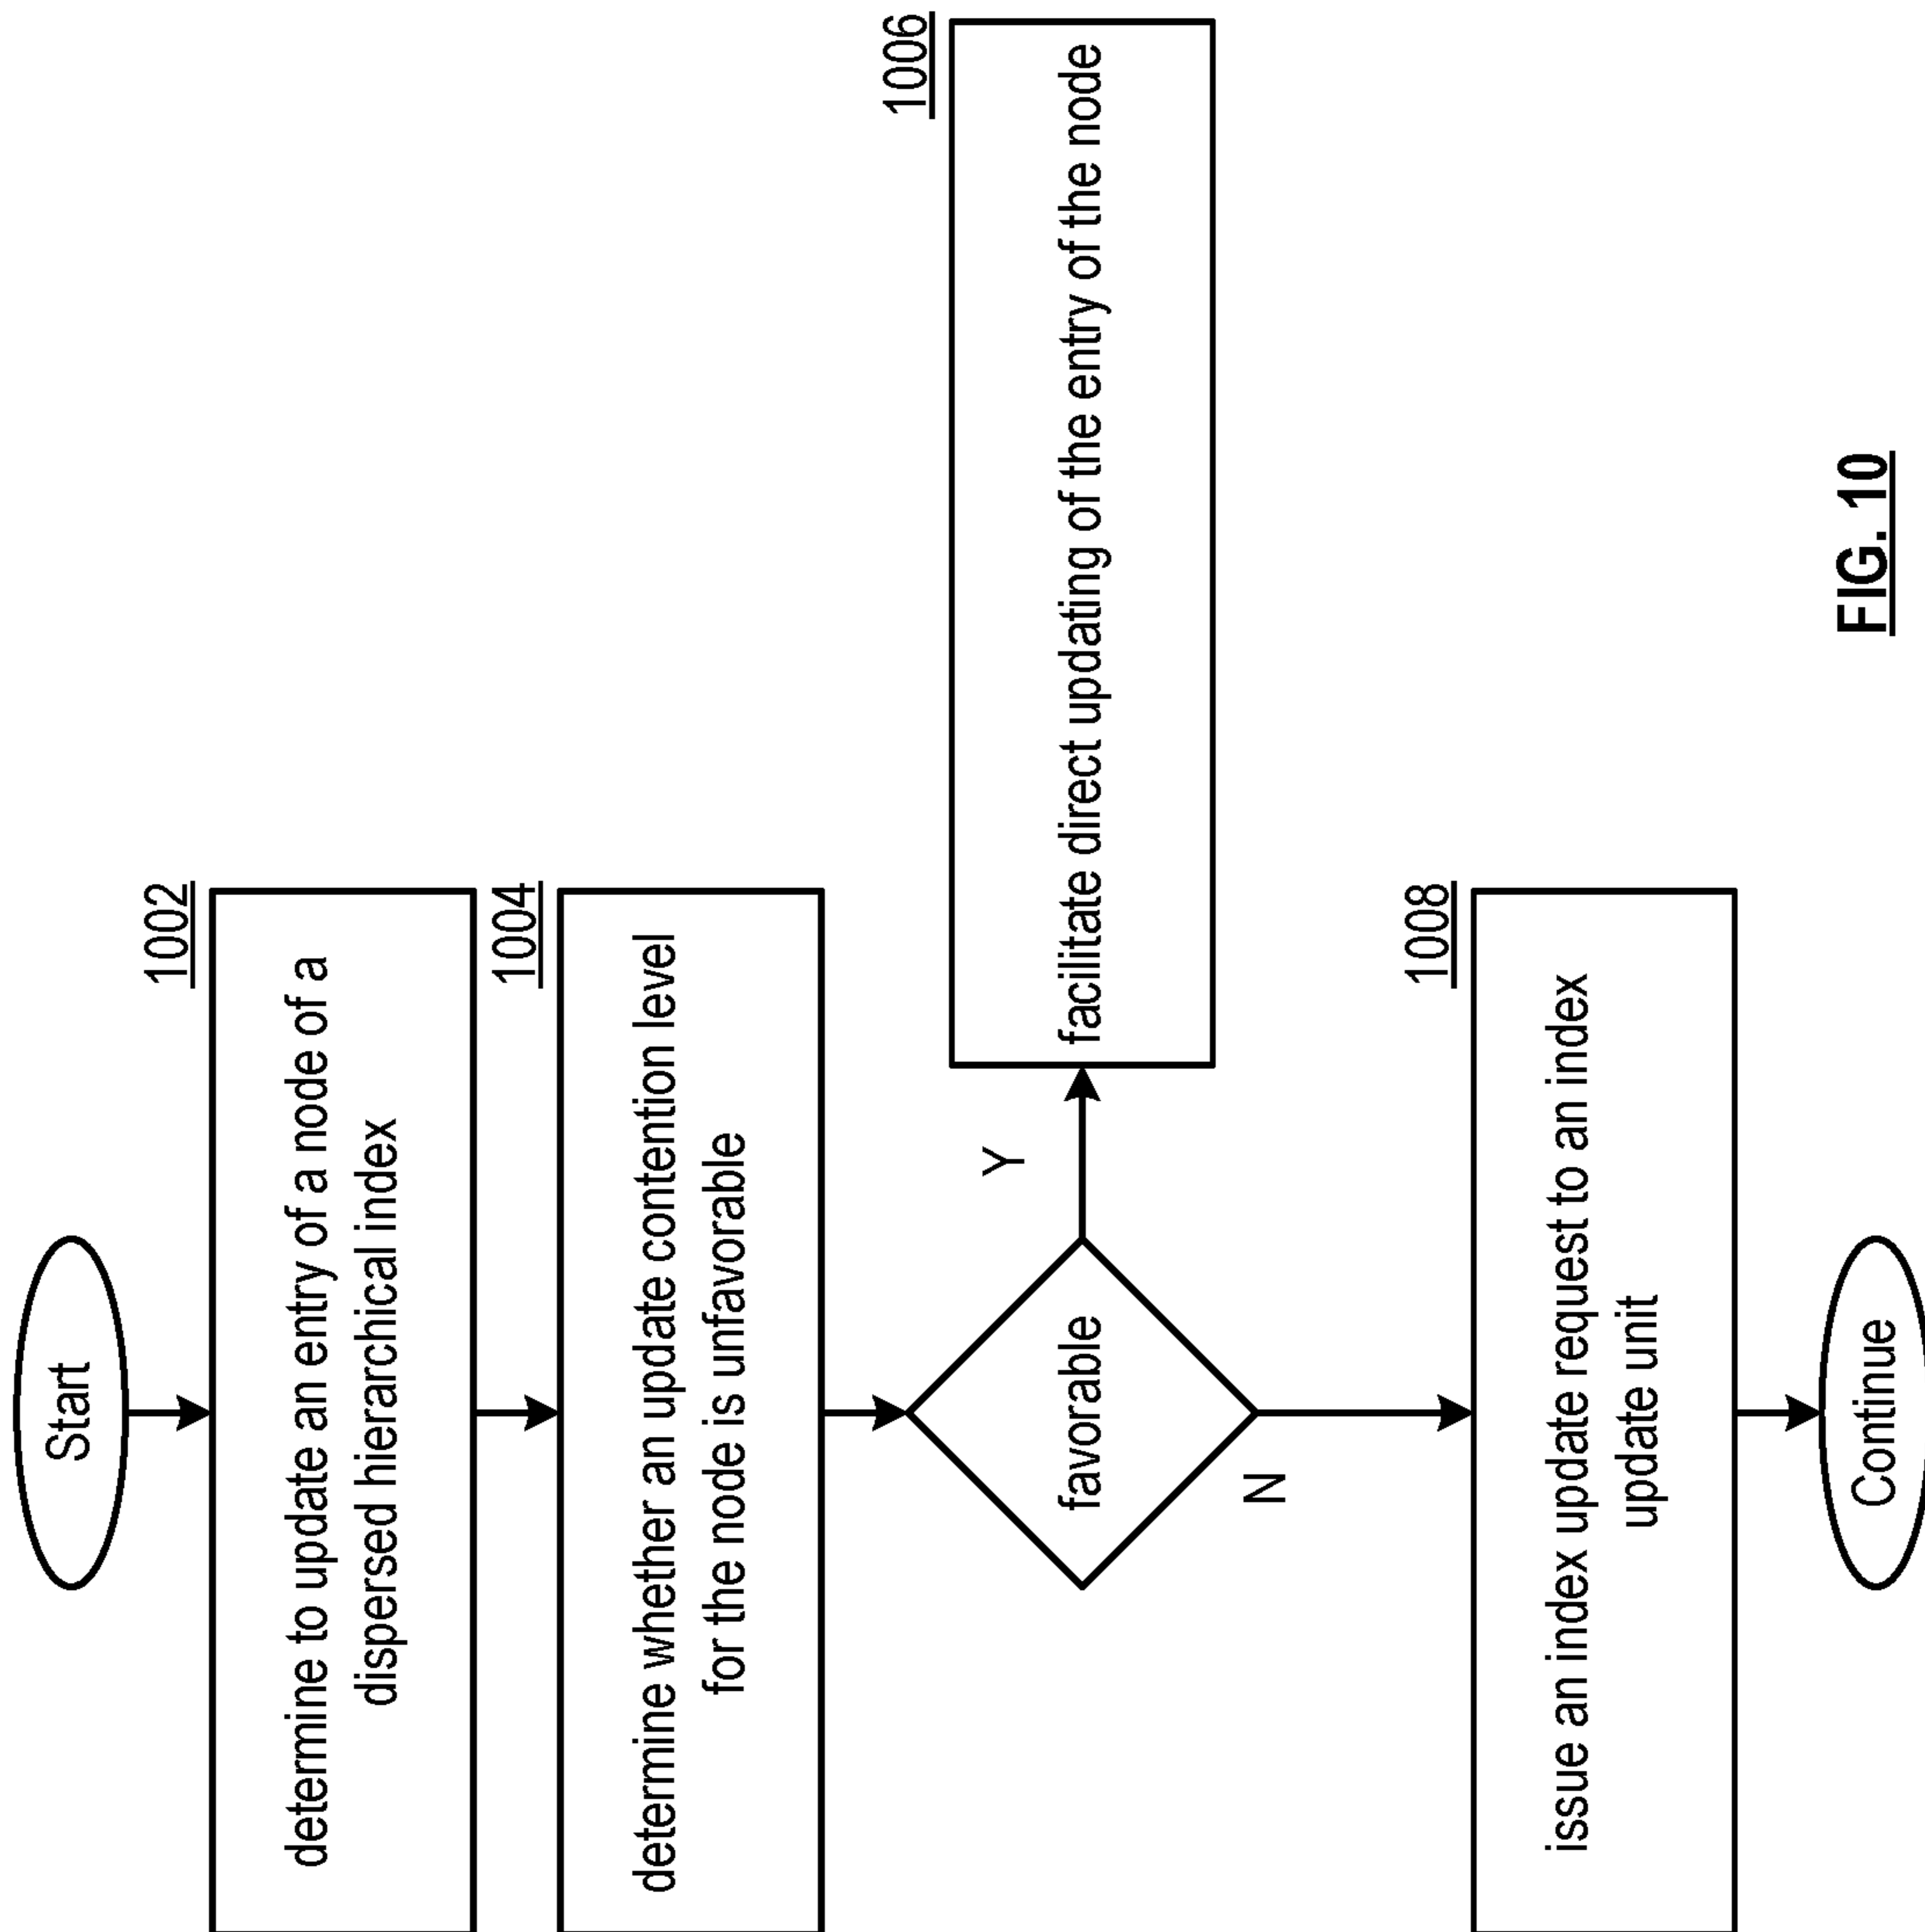 Start
1002
determine to update an entry of a node of a
dispersed hierarchical index
1004
determine whether an update contention level
for the node is unfavorable
favorable
Y
1006
facilitate direct updating of the entry of the node
N
1008
issue an index update request to an index
update unit
Continue
FIG. 10